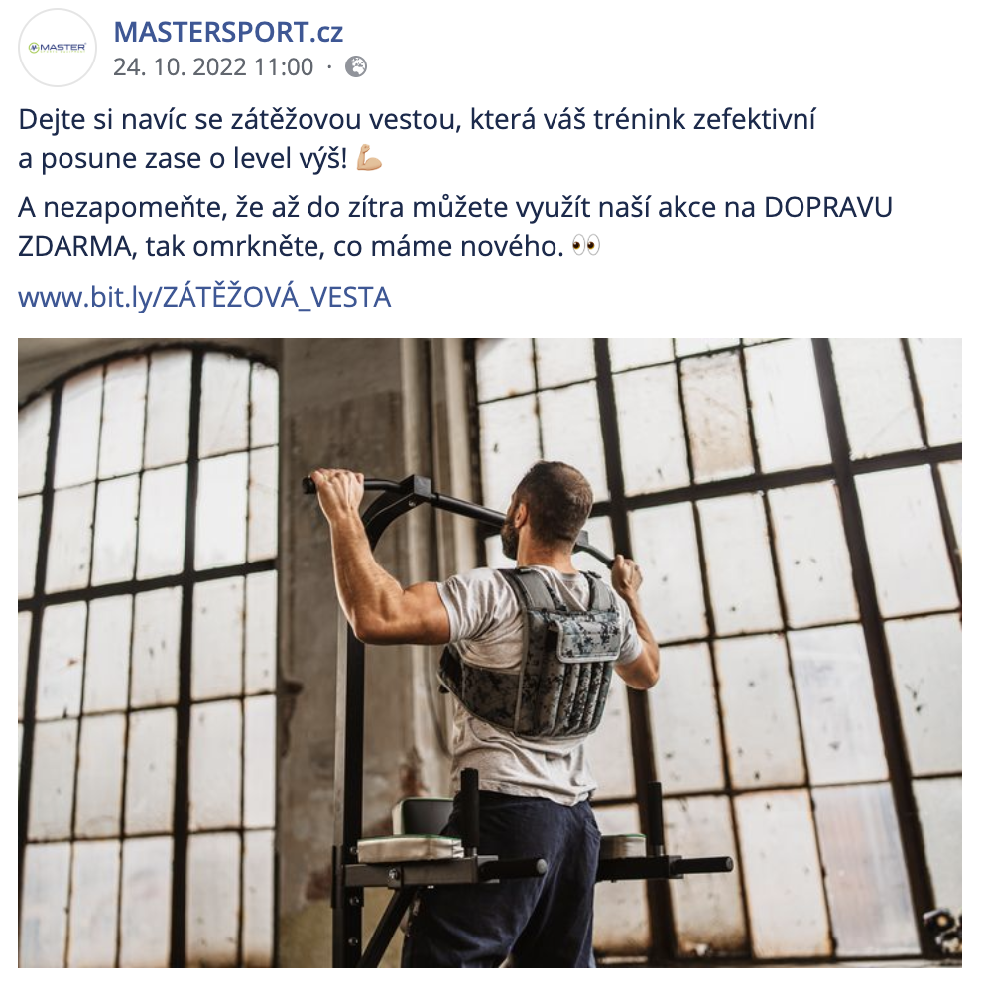 MASTER
MASTERSPORT.cz
24. 10. 2022 11:00 ·
Dejte si navíc se zátěžovou vestou, která váš trénink zefektivní
a posune zase o level výš! 💪🏼
A nezapomeňte, že až do zítra můžete využít naší akce na DOPRAVU
ZDARMA, tak omrkněte, co máme nového. 👀
www.bit.ly/ZÁTĚŽOVÁ_VESTA